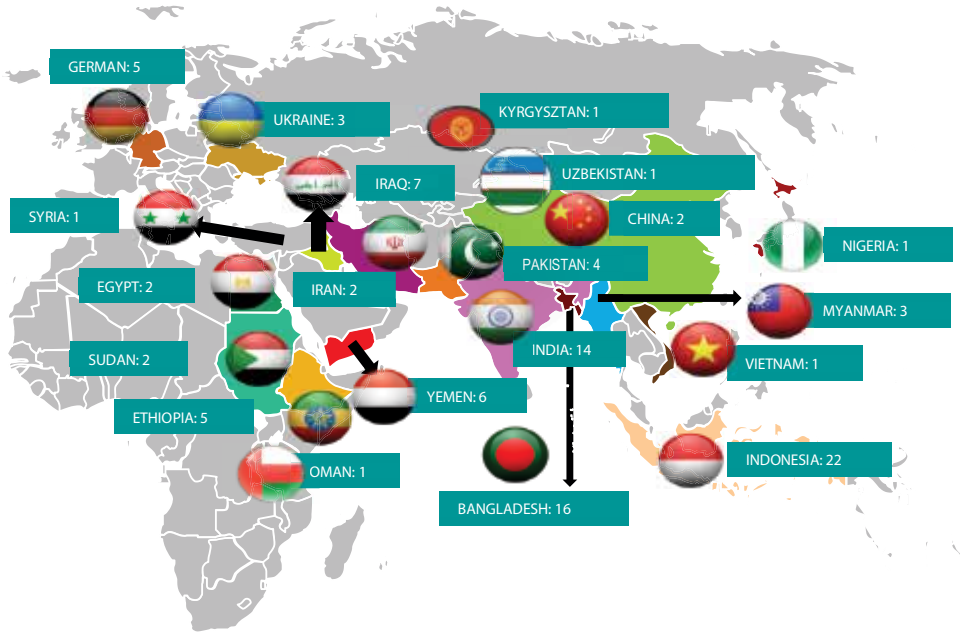 GERMAN: 5
UKRAINE: 3
KYRGYSZTAN: 1
UZBEKISTAN: 1
IRAQ: 7
SYRIA: 1
CHINA: 2
NIGERIA: 1
PAKISTAN: 4
EGYPT: 2
IRAN: 2
MYANMAR: 3
INDIA: 14
SUDAN: 2
VIETNAM: 1
YEMEN: 6
ETHIOPIA: 5
INDONESIA: 22
OMAN: 1
BANGLADESH: 16